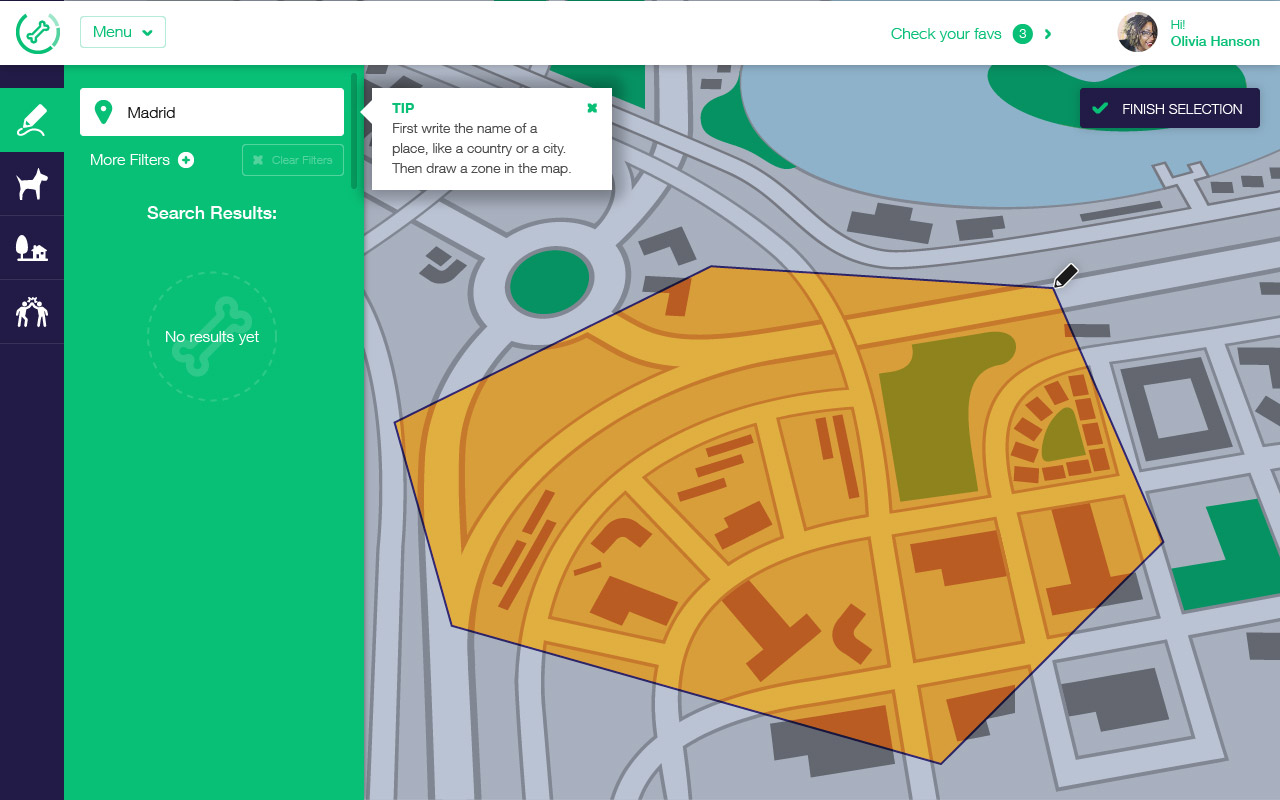 Menu
Check your favs 3
Hi!
Olivia Hanson
Madrid
More Filters
Clear Filters
Search Results:
No results yet
TIP
First write the name of a
place, like a country or a city.
Then draw a zone in the map.
FINISH SELECTION